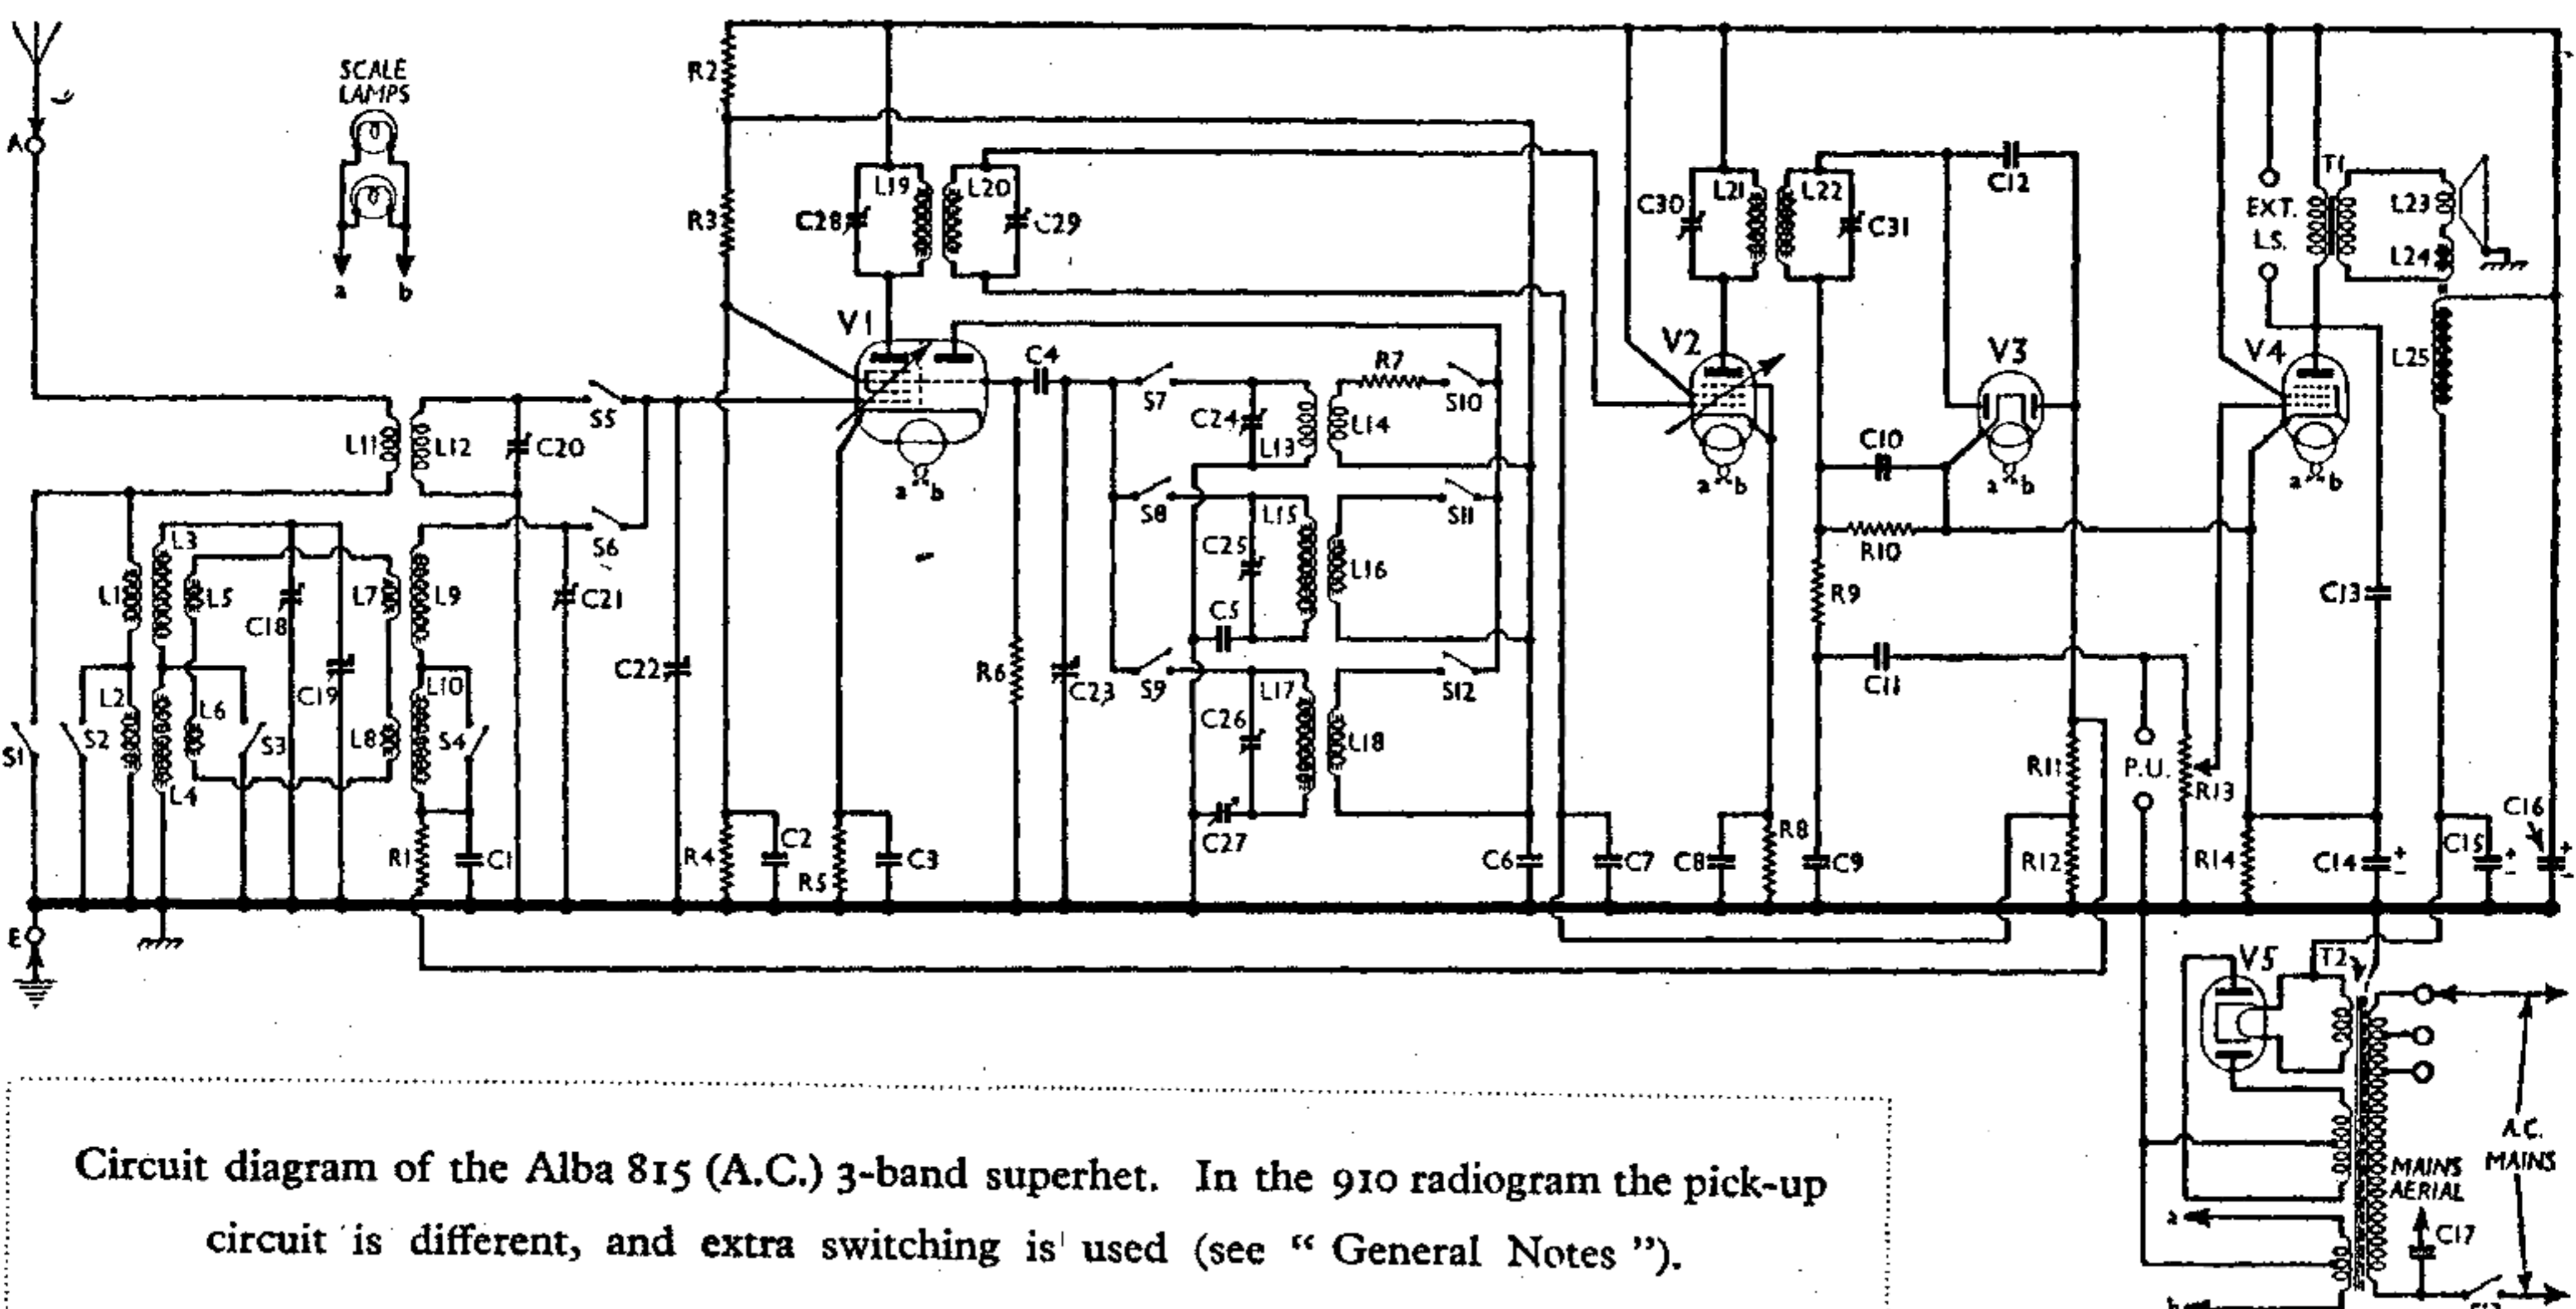 SCALE
LAMPS
a b
A
E
R2
R3
L19 L20
C28 C29
V1
C4
a b
L11 L12 C20
S5
S6
L1 L3 L5 C18 L7 L9 C21
L2 L6 C19 L10 C22
S1 S2 S3 L8 S4
L4
R1 C1 R4 C2 R5 C3
R6 C23
S7 C24 L13 L14 R7 S10
S8 L15 S11
C25 L16
C5
S9 L17 S12
C26 L18
C27
C6 C7 C8 R8 C9
C30 L21 L22 C31
C12
V2 V3 V4
a b
a b
a b
C10
R10
R9
C11
R11 P.U. R13
R12 R14 C14 + - C15 + - C16 + -
EXT.
L.S.
T1
L23
L24
L25
C13
V5 T2
A.C.
MAINS
MAINS
AERIAL
a
C17
b
Circuit diagram of the Alba 815 (A.C.) 3-band superhet. In the 910 radiogram the pick-up
circuit is different, and extra switching is used (see “ General Notes ”).